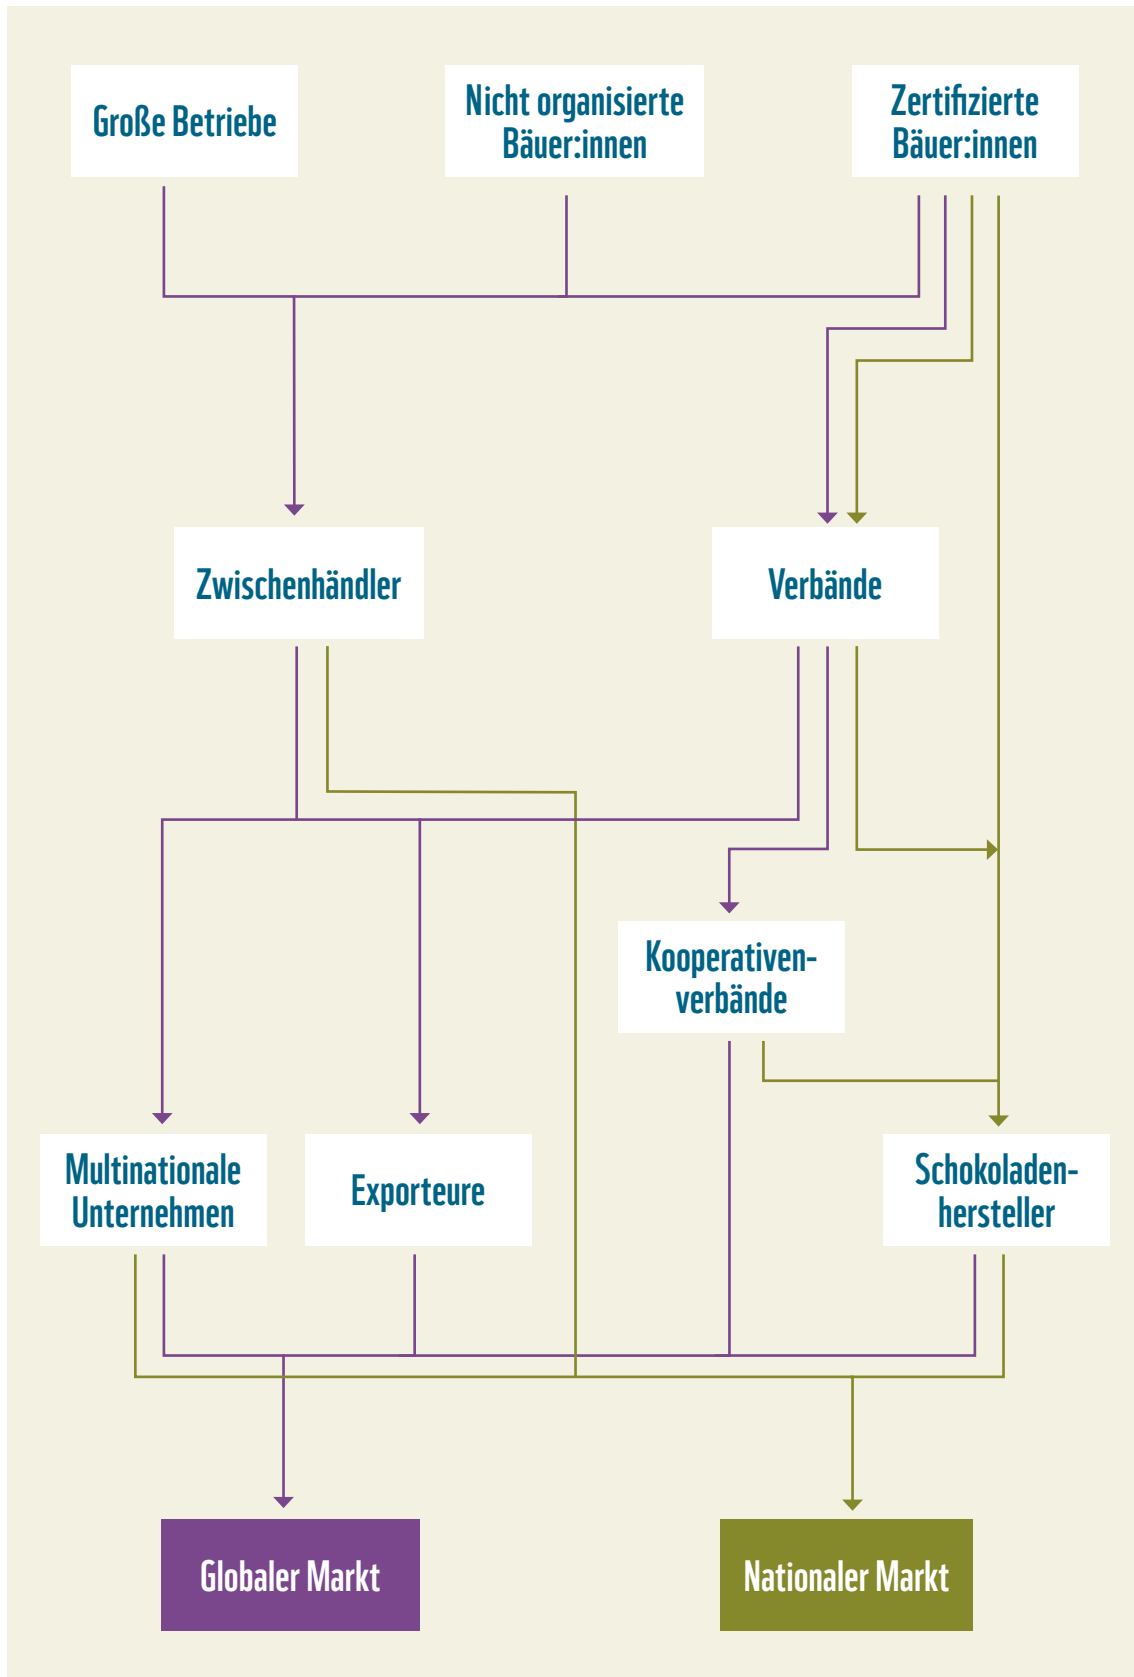 Große Betriebe
Nicht organisierte
Bäuer:innen
Zertifizierte
Bäuer:innen
Zwischenhändler
Verbände
Kooperativen-
verbände
Multinationale
Unternehmen
Exporteure
Schokoladen-
hersteller
Globaler Markt
Nationaler Markt